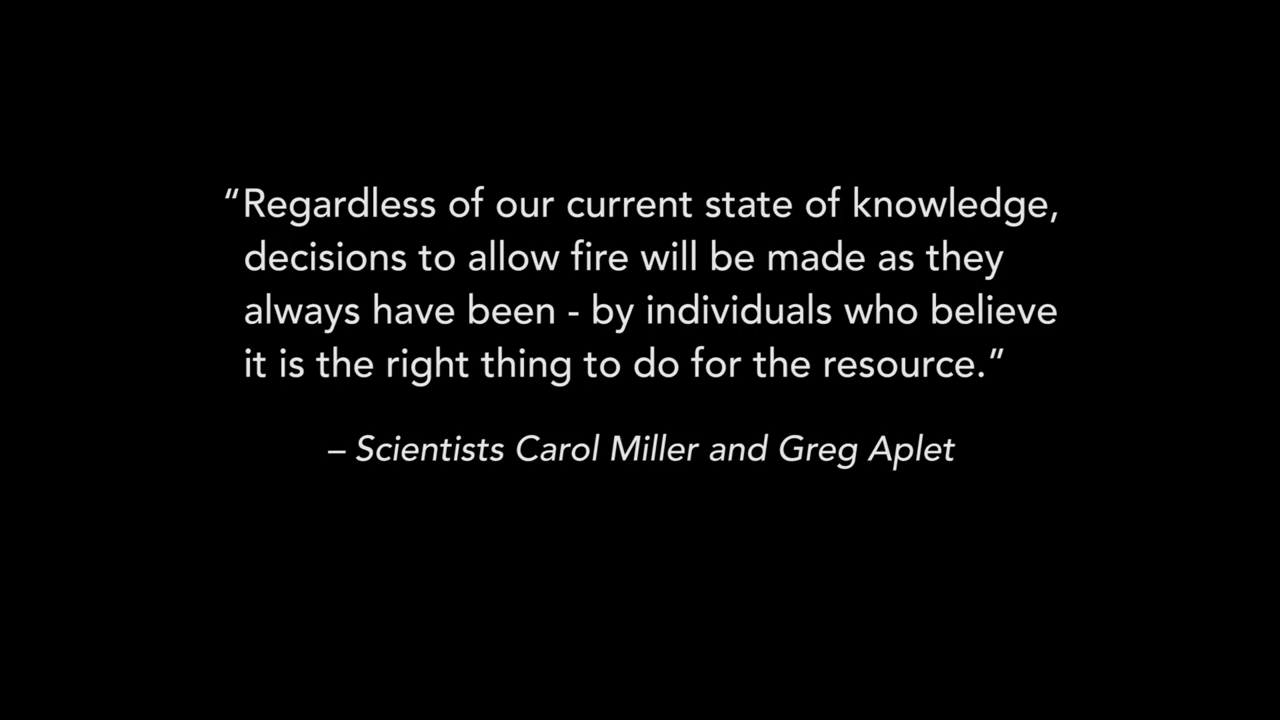 “Regardless of our current state of knowledge,
decisions to allow fire will be made as they
always have been - by individuals who believe
it is the right thing to do for the resource.”
– Scientists Carol Miller and Greg Aplet